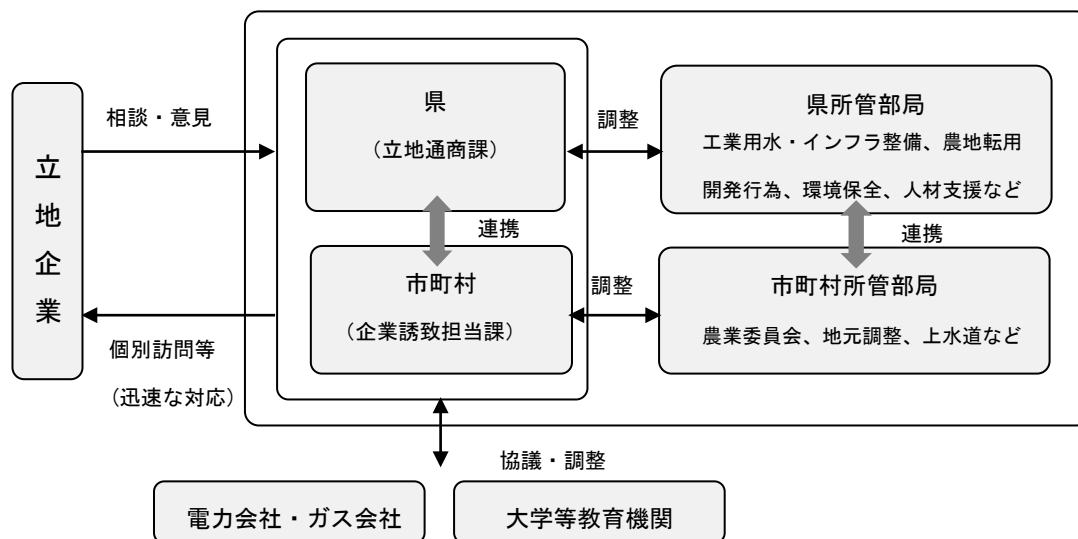 立地企業
相談・意見
個別訪問等
（迅速な対応）
県
（立地通商課）
連携
市町村
（企業誘致担当課）
調整
調整
県所管部局
工業用水・インフラ整備、農地転用
開発行為、環境保全、人材支援など
連携
市町村所管部局
農業委員会、地元調整、上水道など
協議・調整
電力会社・ガス会社
大学等教育機関